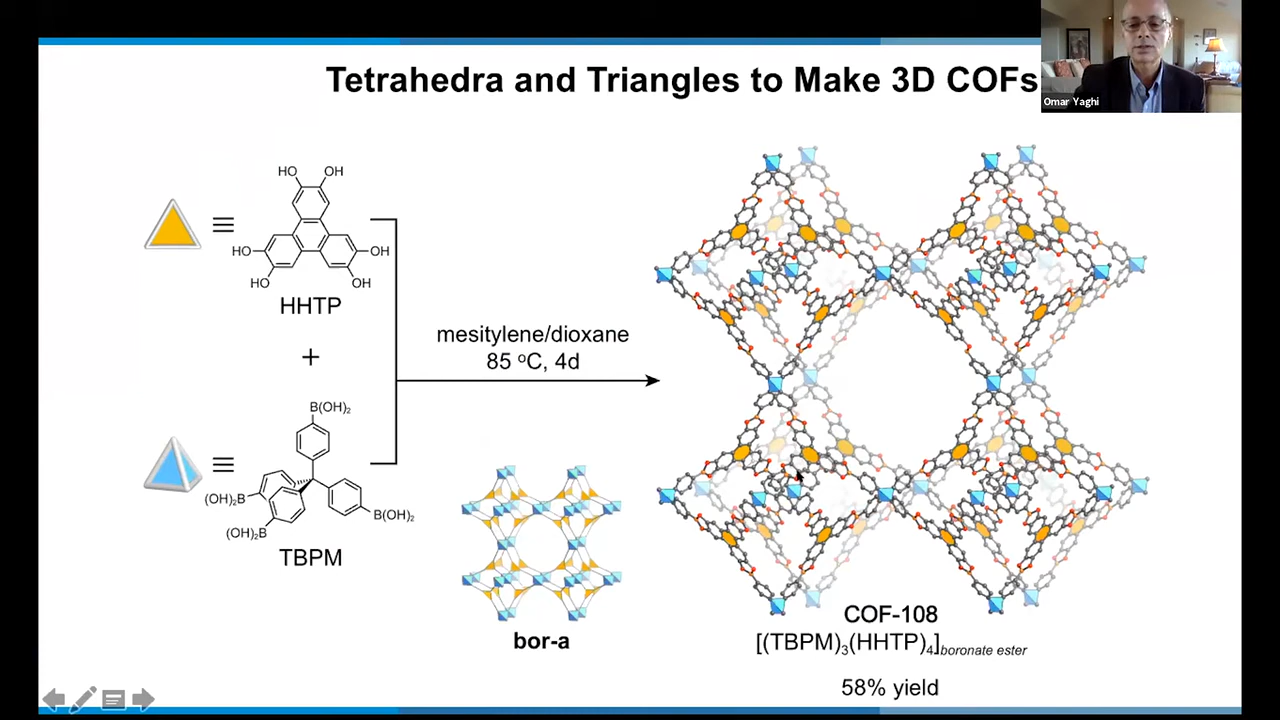 Tetrahedra and Triangles to Make 3D COFs
Omar Yaghi
HO OH
HO OH
HO OH
HHTP
+
mesitylene/dioxane
85 ºC, 4d
B(OH)₂
(OH)₂B
B(OH)₂
(OH)₂B
TBPM
bor-a
COF-108
[(TBPM)₃(HHTP)₄]boronate ester
58% yield